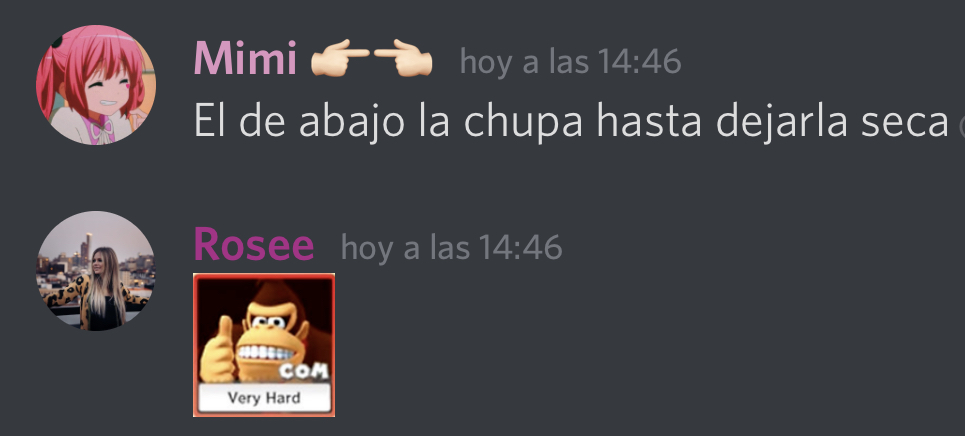 Mimi 👉🏻👈🏻 hoy a las 14:46
El de abajo la chupa hasta dejarla seca
Rosee hoy a las 14:46
COM
Very Hard